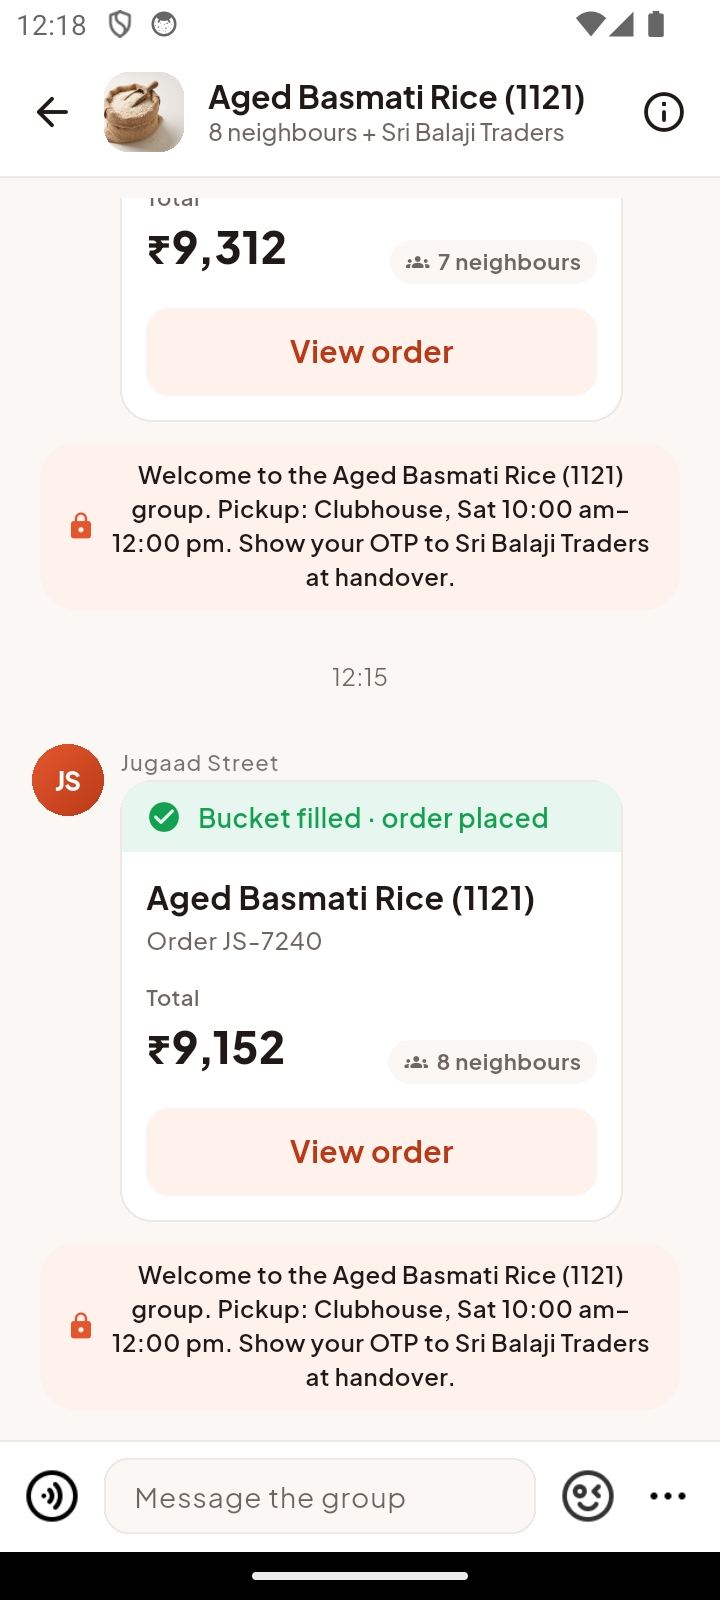 12:18
Aged Basmati Rice (1121)
8 neighbours + Sri Balaji Traders
Total
₹9,312
7 neighbours
View order
Welcome to the Aged Basmati Rice (1121)
group. Pickup: Clubhouse, Sat 10:00 am–
12:00 pm. Show your OTP to Sri Balaji Traders
at handover.
12:15
JS
Jugaad Street
Bucket filled · order placed
Aged Basmati Rice (1121)
Order JS-7240
Total
₹9,152
8 neighbours
View order
Welcome to the Aged Basmati Rice (1121)
group. Pickup: Clubhouse, Sat 10:00 am–
12:00 pm. Show your OTP to Sri Balaji Traders
at handover.
Message the group